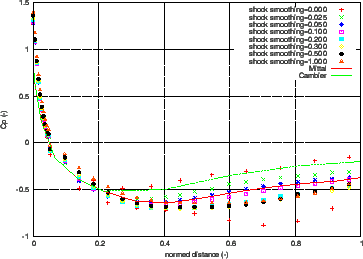 1.5
shock smoothing=0.000
shock smoothing=0.025
shock smoothing=0.050
shock smoothing=0.100
shock smoothing=0.200
shock smoothing=0.300
shock smoothing=0.500
shock smoothing=1.000
Mittal
Cambier
1
0.5
Cp (-)
0
-0.5
-1
0
0.2
0.4
0.6
0.8
1
normed distance (-)